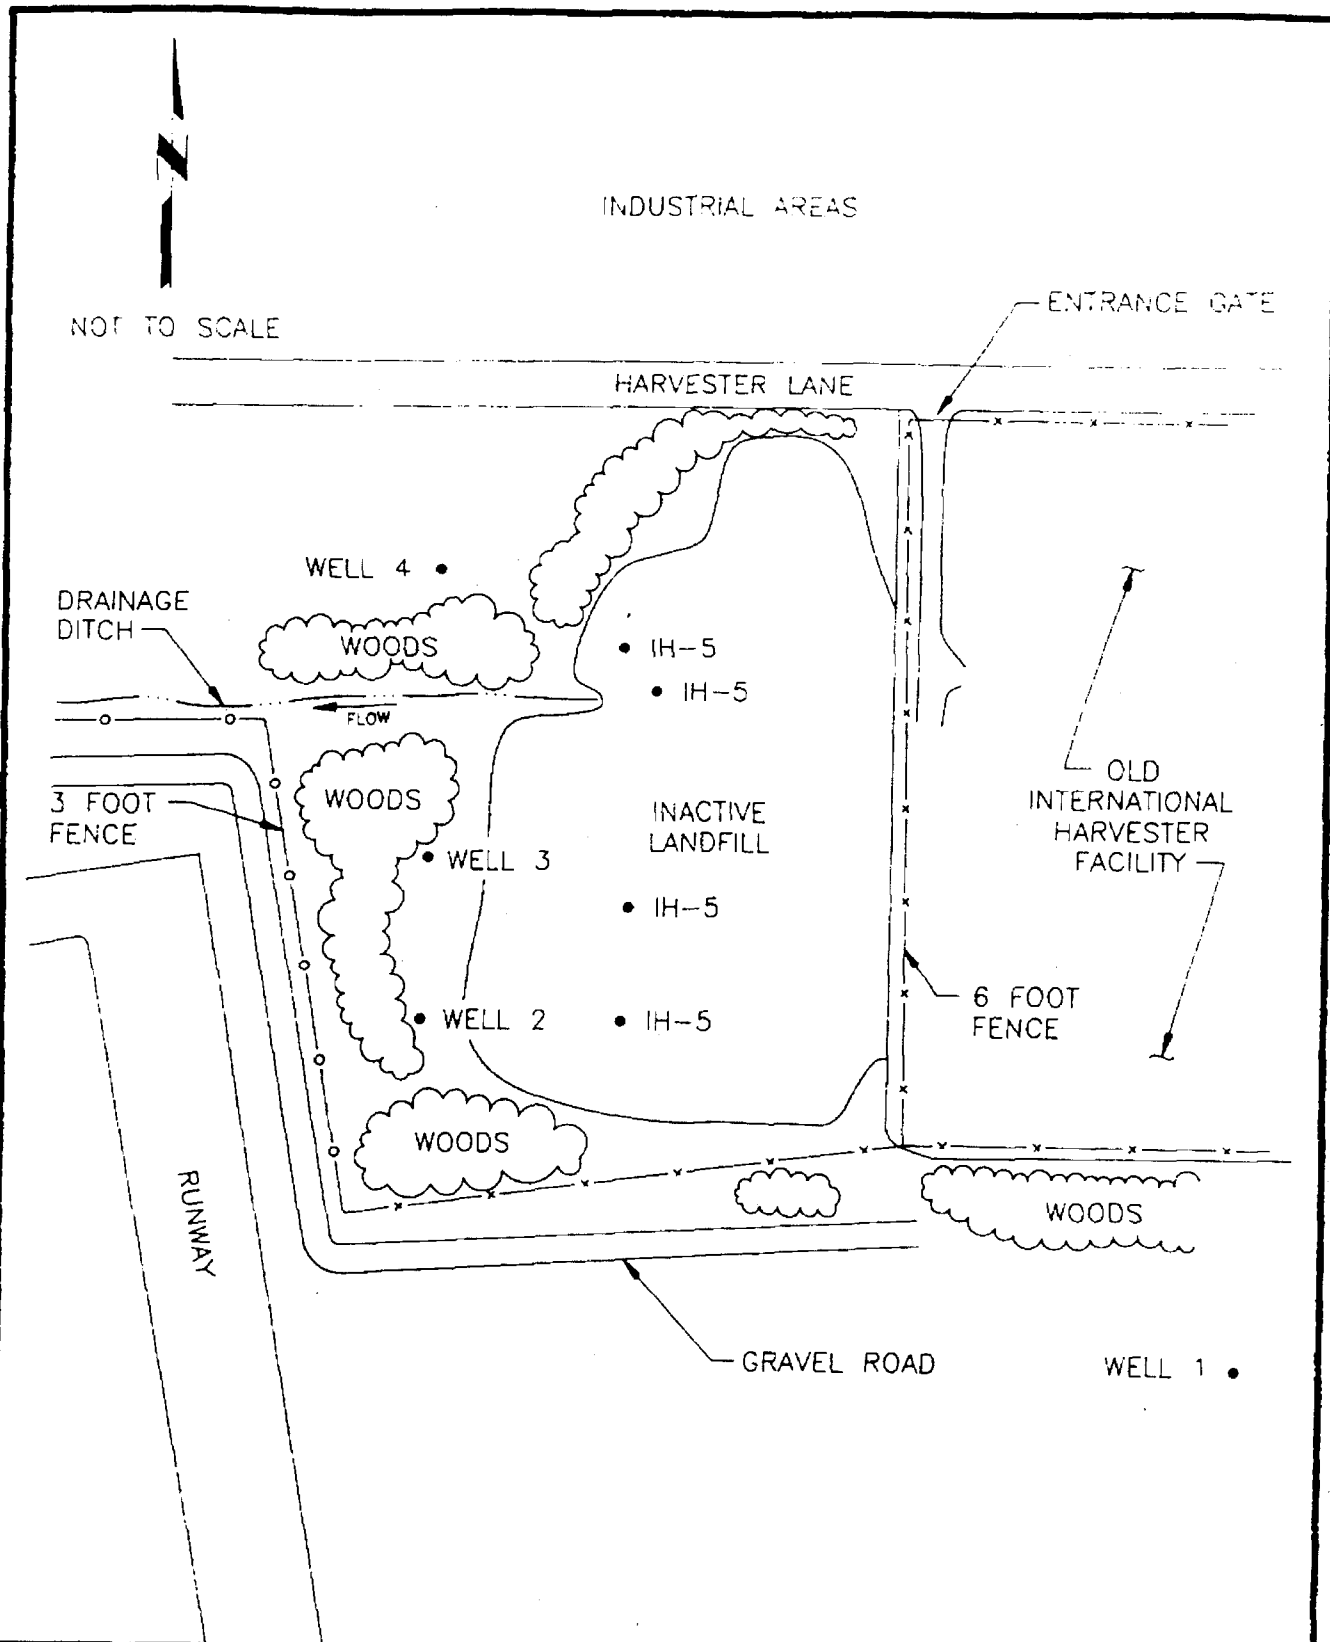 N
INDUSTRIAL AREAS
ENTRANCE GATE
NOT TO SCALE
HARVESTER LANE
WELL 4
DRAINAGE
DITCH
WOODS
IH-5
IH-5
FLOW
3 FOOT
FENCE
WOODS
INACTIVE
LANDFILL
OLD
INTERNATIONAL
HARVESTER
FACILITY
WELL 3
IH-5
WELL 2
IH-5
6 FOOT
FENCE
WOODS
RUNWAY
WOODS
GRAVEL ROAD
WELL 1